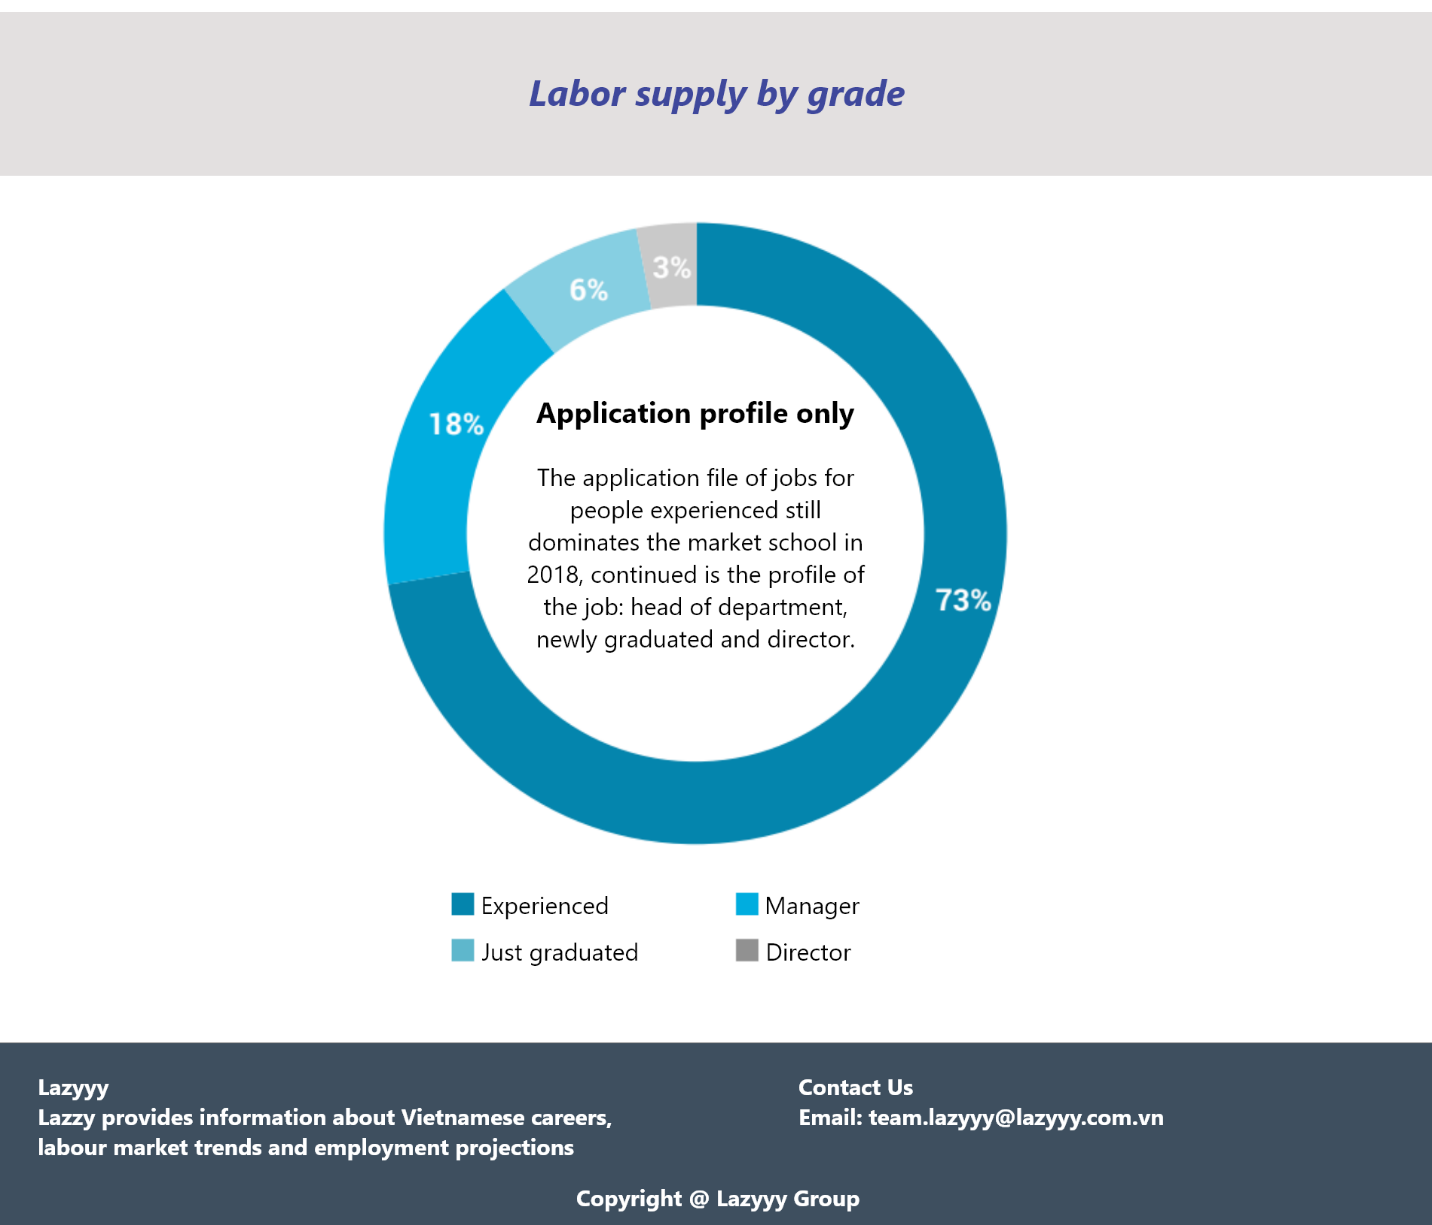 Labor supply by grade
3%
6%
18%
Application profile only
The application file of jobs for
people experienced still
dominates the market school in
2018, continued is the profile of
the job: head of department,
newly graduated and director.
73%
Experienced
Manager
Just graduated
Director
Lazyyy
Lazzy provides information about Vietnamese careers,
labour market trends and employment projections
Contact Us
Email: team.lazyyy@lazyyy.com.vn
Copyright @ Lazyyy Group